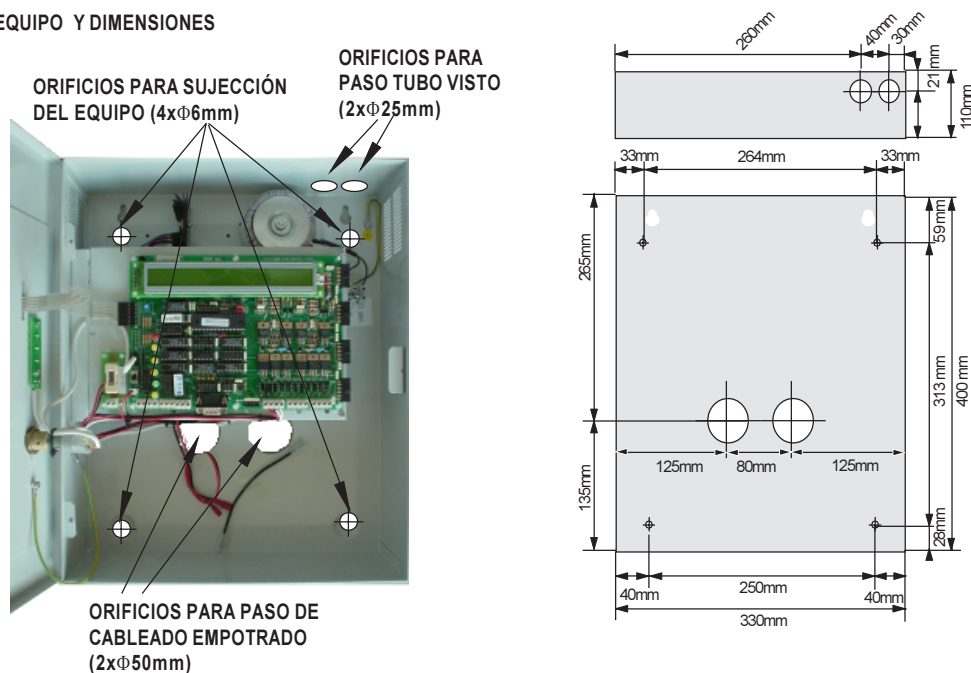 EQUIPO Y DIMENSIONES
ORIFICIOS PARA SUJECCIÓN
DEL EQUIPO (4xΦ6mm)
ORIFICIOS PARA
PASO TUBO VISTO
(2xΦ25mm)
ORIFICIOS PARA PASO DE
CABLEADO EMPOTRADO
(2xΦ50mm)
260mm
40mm
30mm
21mm
110mm
33mm
264mm
33mm
265mm
59mm
313mm
400mm
125mm
80mm
125mm
135mm
28mm
40mm
250mm
40mm
330mm